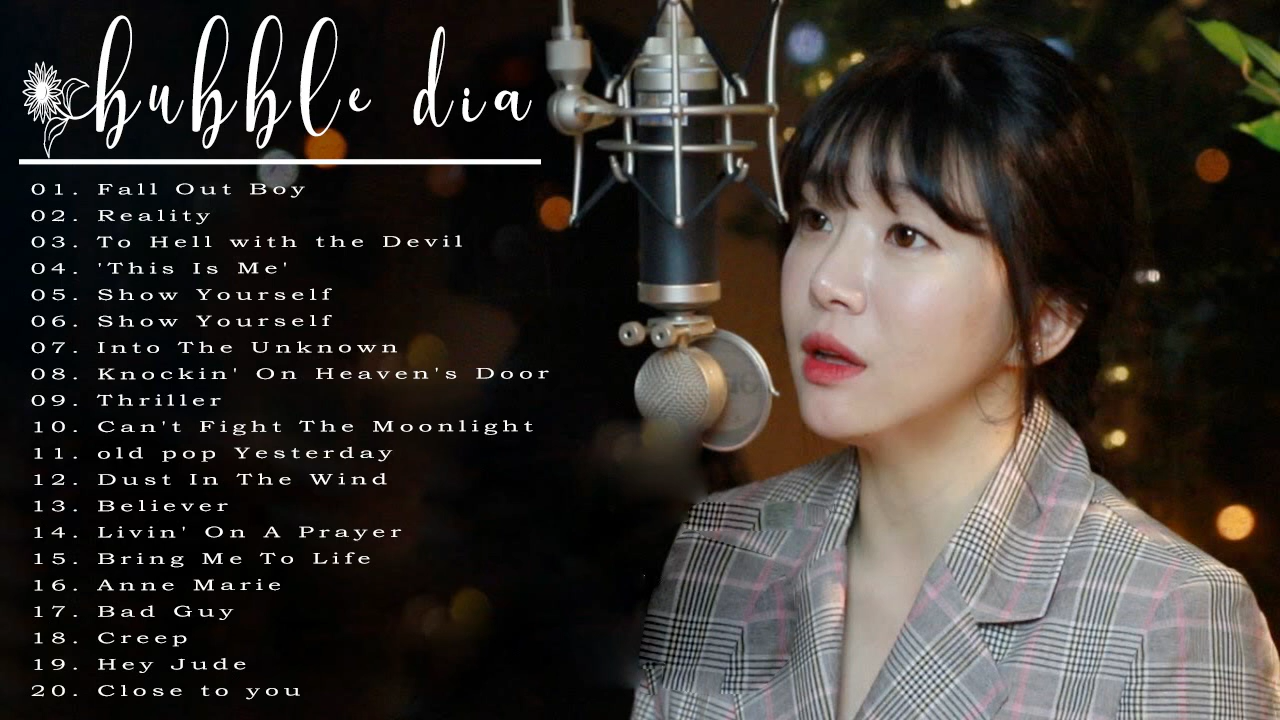 bubble dia
01. Fall Out Boy
02. Reality
03. To Hell with the Devil
04. 'This Is Me'
05. Show Yourself
06. Show Yourself
07. Into The Unknown
08. Knockin' On Heaven's Door
09. Thriller
10. Can't Fight The Moonlight
11. old pop Yesterday
12. Dust In The Wind
13. Believer
14. Livin' On A Prayer
15. Bring Me To Life
16. Anne Marie
17. Bad Guy
18. Creep
19. Hey Jude
20. Close to you